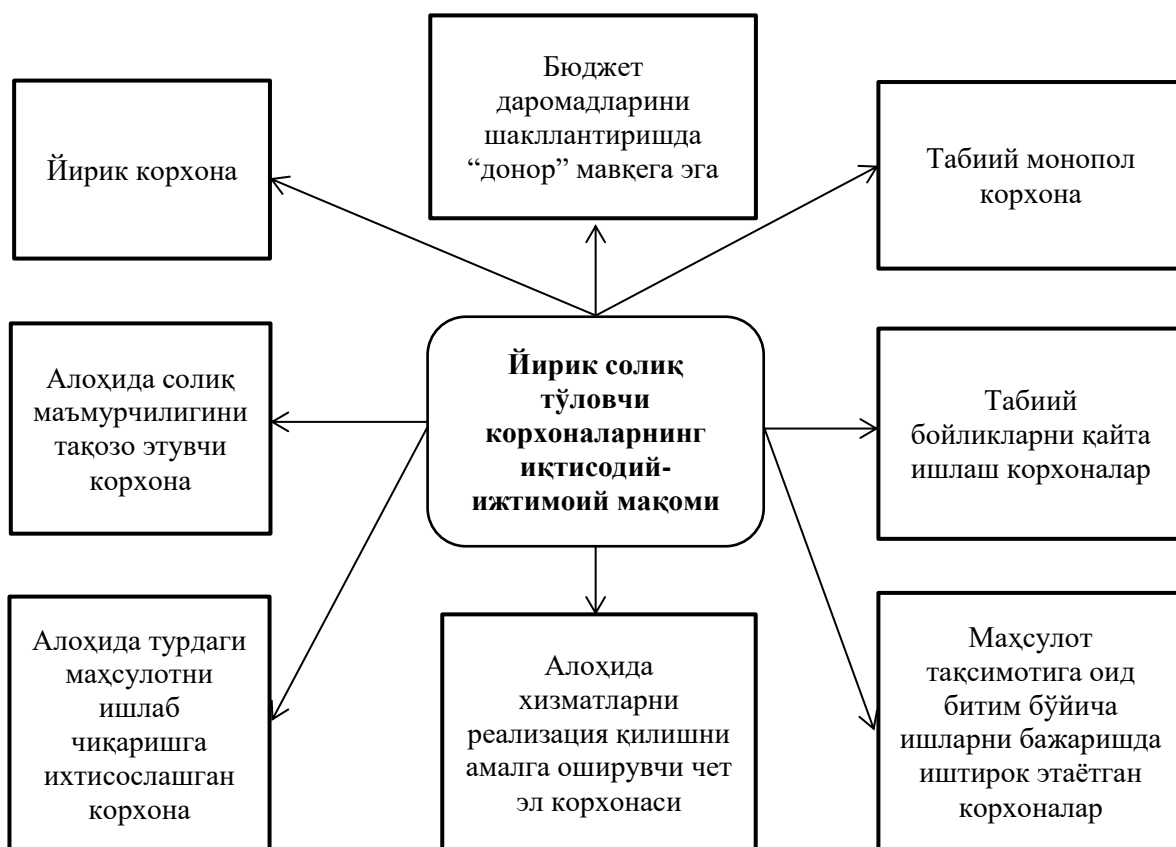 Бюджет
даромадларини
шакллантиришда
“донор” мавқега эга
Йирик корхона
Табиий монопол
корхона
Йирик солиқ
тўловчи
корхоналарнинг
иқтисодий-
ижтимоий мақоми
Алоҳида солиқ
маъмурчилигини
тақозо этувчи
корхона
Табиий
бойликларни қайта
ишлаш корхоналар
Алоҳида турдаги
маҳсулотни
ишлаб
чиқаришга
ихтисослашган
корхона
Алоҳида
хизматларни
реализация қилишни
амалга оширувчи чет
эл корхонаси
Маҳсулот
тақсимотига оид
битим бўйича
ишларни бажаришда
иштирок этаётган
корхоналар